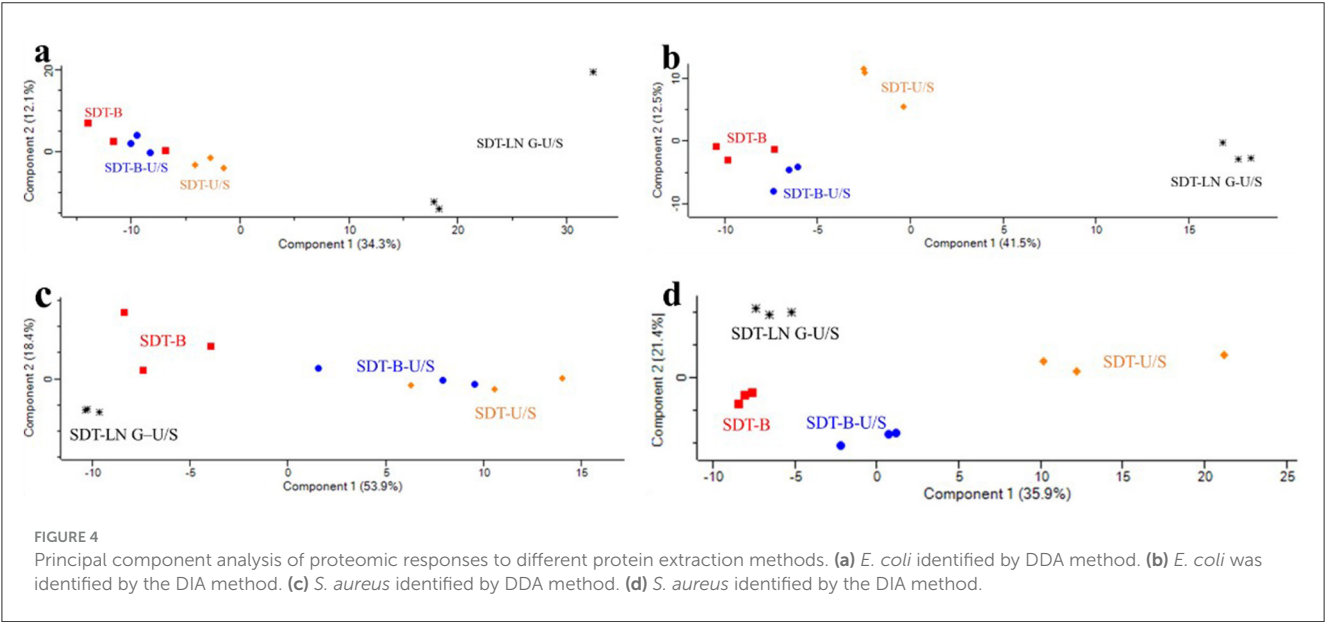 a
20
0
Component 2 (12.1%)
SDT-B
SDT-B-U/S
SDT-U/S
SDT-LN G-U/S
-10
0
10
20
30
Component 1 (34.3%)
b
10
0
-10
Component 2 (12.5%)
SDT-U/S
SDT-B
SDT-B-U/S
SDT-LN G-U/S
-10
-5
0
5
10
15
Component 1 (41.5%)
c
0
Component 2 (18.4%)
SDT-B
SDT-B-U/S
SDT-U/S
SDT-LN G–U/S
-10
-5
0
5
10
15
Component 1 (53.9%)
d
0
Component 2 [21.4%]
SDT-LN G-U/S
SDT-U/S
SDT-B
SDT-B-U/S
-10
-5
0
5
10
15
20
25
Component 1 (35.9%)
FIGURE 4
Principal component analysis of proteomic responses to different protein extraction methods. (a) E. coli identified by DDA method. (b) E. coli was
identified by the DIA method. (c) S. aureus identified by DDA method. (d) S. aureus identified by the DIA method.